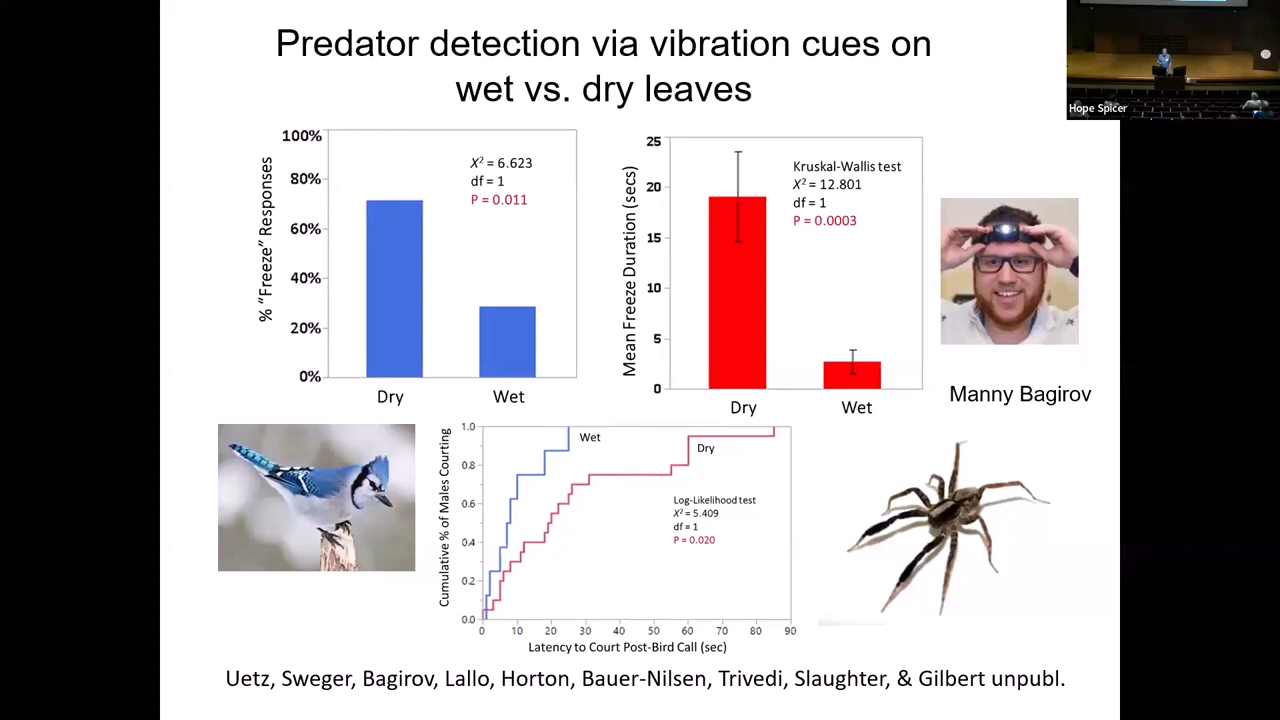 Predator detection via vibration cues on
wet vs. dry leaves
Hope Spicer
% "Freeze" Responses
100%
80%
60%
40%
20%
0%
X² = 6.623
df = 1
P = 0.011
Dry
Wet
Mean Freeze Duration (secs)
25
20
15
10
5
0
Kruskal-Wallis test
X² = 12.801
df = 1
P = 0.0003
Dry
Wet
Manny Bagirov
Cumulative % of Males Courting
1.0
0.8
0.6
0.4
0.2
0.0
Wet
Dry
Log-Likelihood test
X² = 5.409
df = 1
P = 0.020
0 10 20 30 40 50 60 70 80 90
Latency to Court Post-Bird Call (sec)
Uetz, Sweger, Bagirov, Lallo, Horton, Bauer-Nilsen, Trivedi, Slaughter, & Gilbert unpubl.